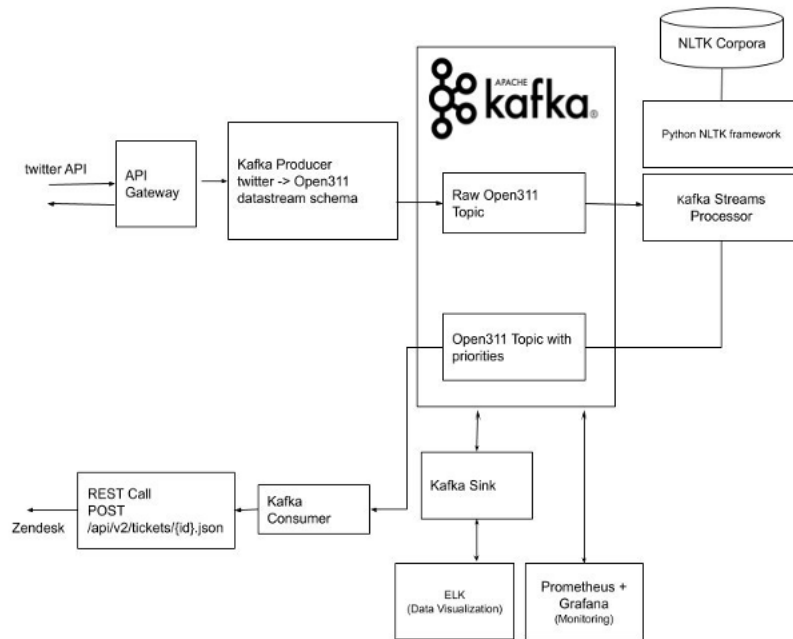 NLTK Corpora
APACHE
kafka®
Python NLTK framework
twitter API
API
Gateway
Kafka Producer
twitter -> Open311
datastream schema
Raw Open311
Topic
Kafka Streams
Processor
Open311 Topic with
priorities
REST Call
POST
/api/v2/tickets/{id}.json
Zendesk
Kafka
Consumer
Kafka Sink
ELK
(Data Visualization)
Prometheus +
Grafana
(Monitoring)